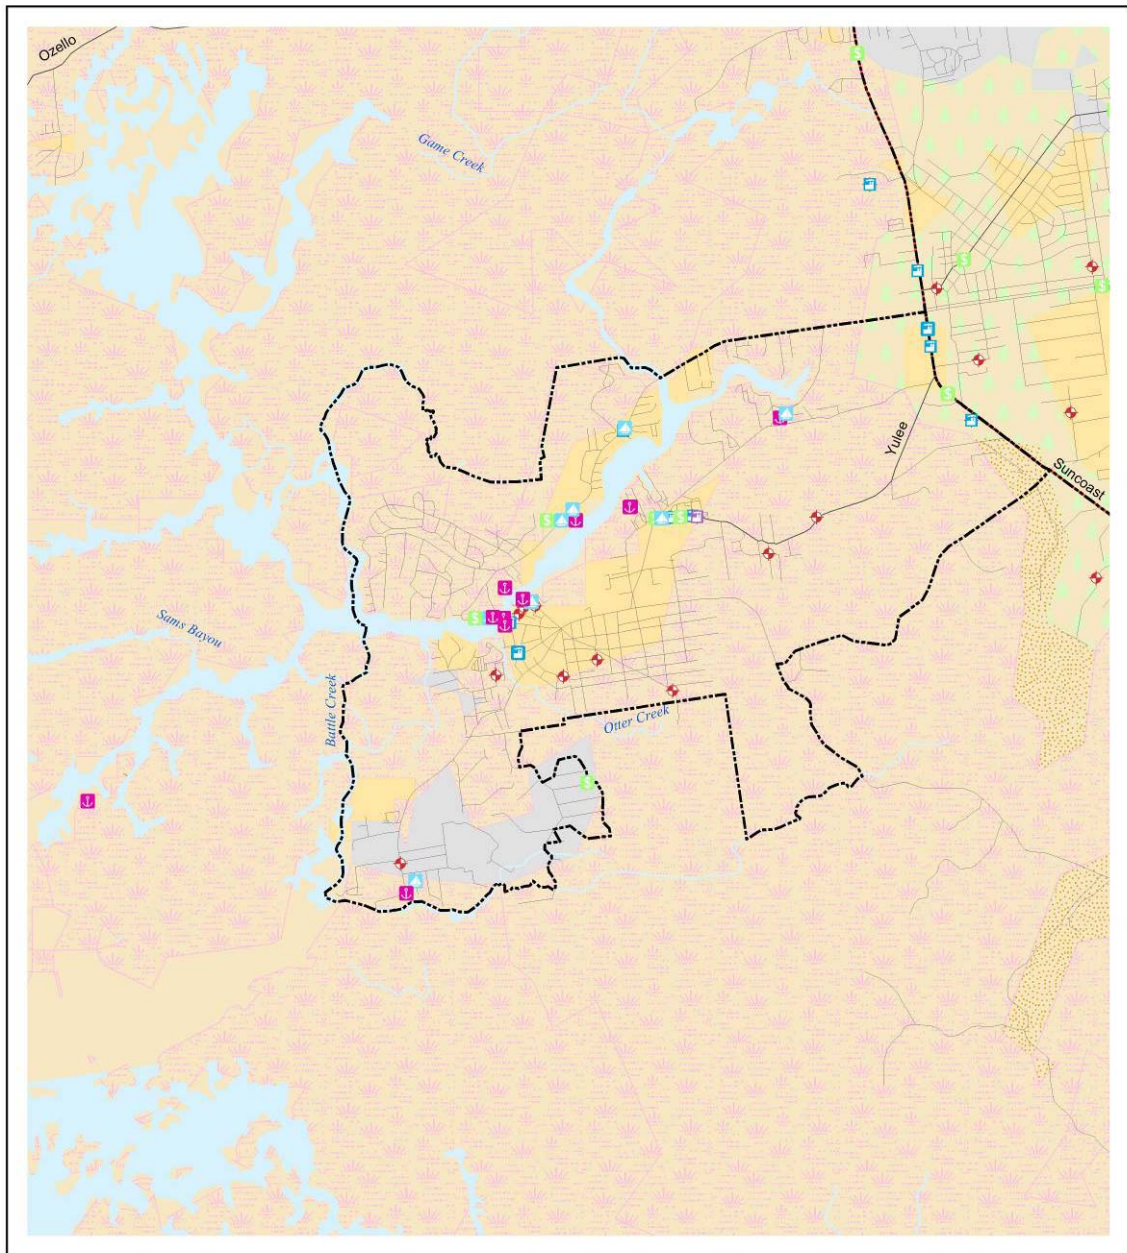 Ozello
Game Creek
Yulee
Suncoast
Sams Bayou
Battle Creek
Otter Creek